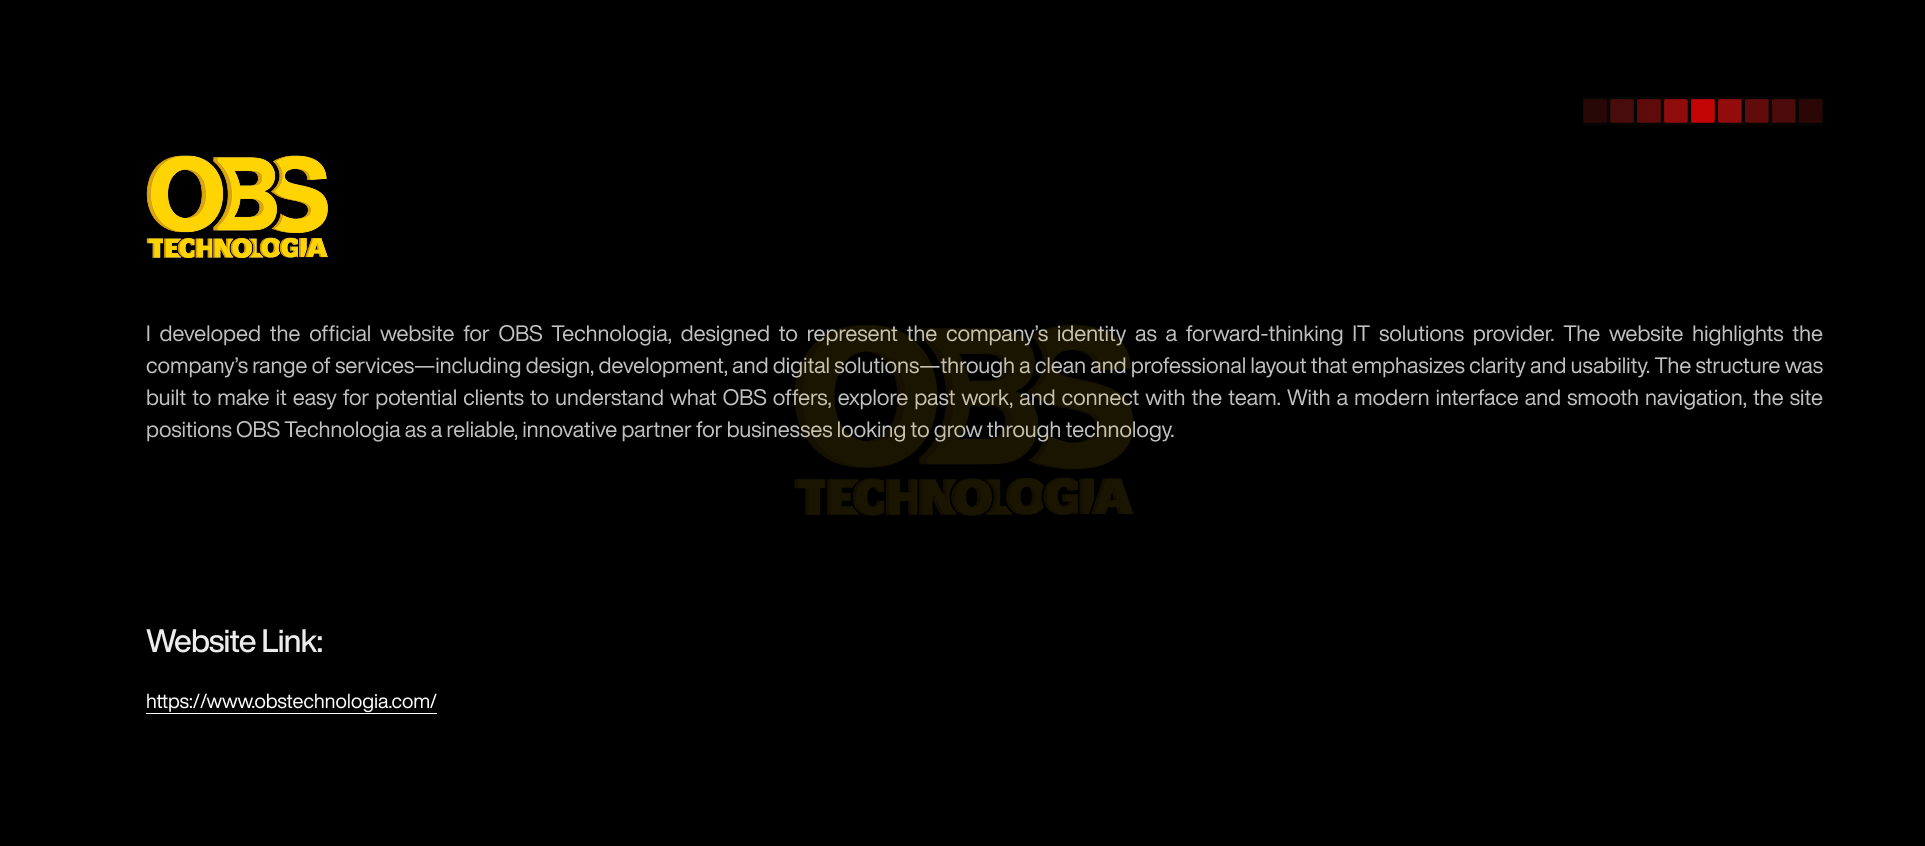 OBS
TECHNOLOGIA
I developed the official website for OBS Technologia, designed to represent the company’s identity as a forward-thinking IT solutions provider. The website highlights the
company’s range of services—including design, development, and digital solutions—through a clean and professional layout that emphasizes clarity and usability. The structure was
built to make it easy for potential clients to understand what OBS offers, explore past work, and connect with the team. With a modern interface and smooth navigation, the site
positions OBS Technologia as a reliable, innovative partner for businesses looking to grow through technology.
OBS
TECHNOLOGIA
Website Link:
https://www.obstechnologia.com/